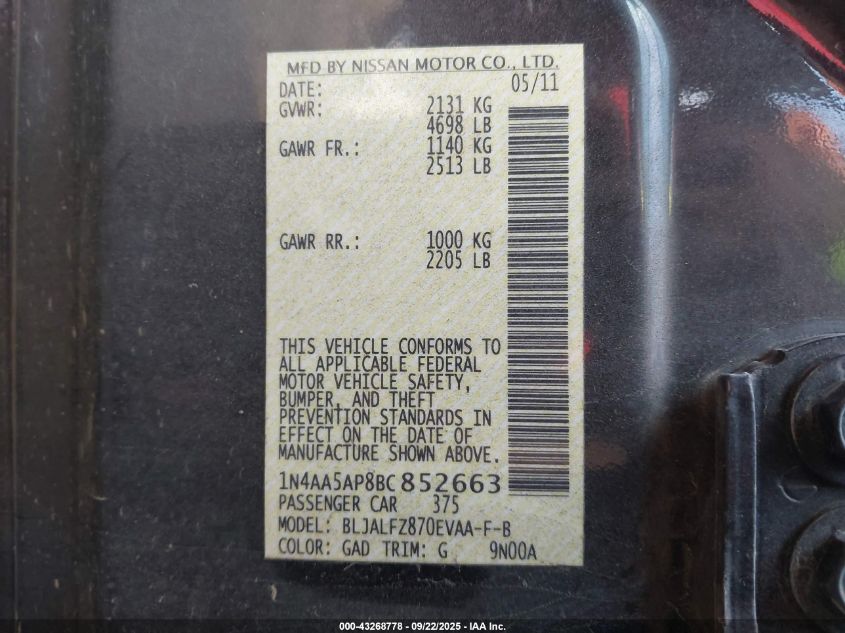 MFD BY NISSAN MOTOR CO., LTD.
DATE: 05/11
GVWR: 2131 KG
4698 LB
GAWR FR.: 1140 KG
2513 LB
GAWR RR.: 1000 KG
2205 LB
THIS VEHICLE CONFORMS TO
ALL APPLICABLE FEDERAL
MOTOR VEHICLE SAFETY,
BUMPER, AND THEFT
PREVENTION STANDARDS IN
EFFECT ON THE DATE OF
MANUFACTURE SHOWN ABOVE.
1N4AA5AP8BC852663
PASSENGER CAR 375
MODEL: BLJALFZ870EVAA-F-B
COLOR: GAD TRIM: G 9N00A
000-43268778 - 09/22/2025 - IAA Inc.